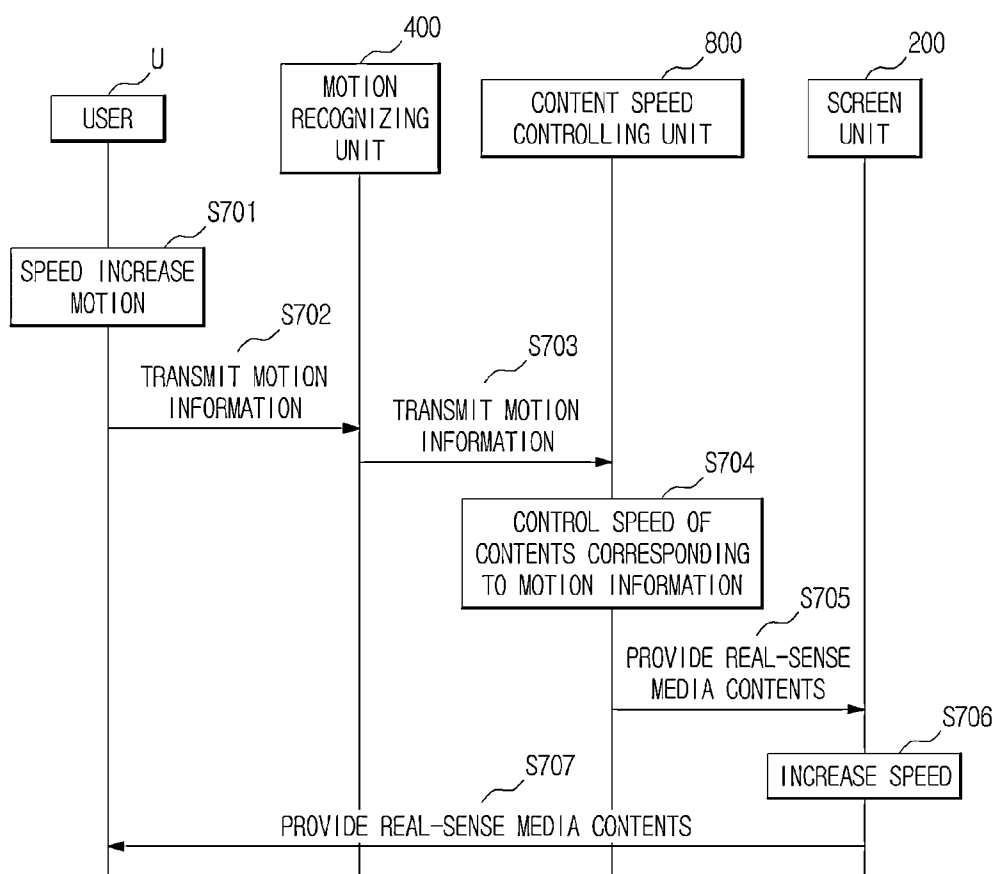 U
400
800
200
USER
MOTION
RECOGNIZING
UNIT
CONTENT SPEED
CONTROLLING UNIT
SCREEN
UNIT
S701
SPEED INCREASE
MOTION
S702
TRANSMIT MOTION
INFORMATION
S703
TRANSMIT MOTION
INFORMATION
S704
CONTROL SPEED OF
CONTENTS CORRESPONDING
TO MOTION INFORMATION
S705
PROVIDE REAL-SENSE
MEDIA CONTENTS
S706
INCREASE SPEED
S707
PROVIDE REAL-SENSE MEDIA CONTENTS